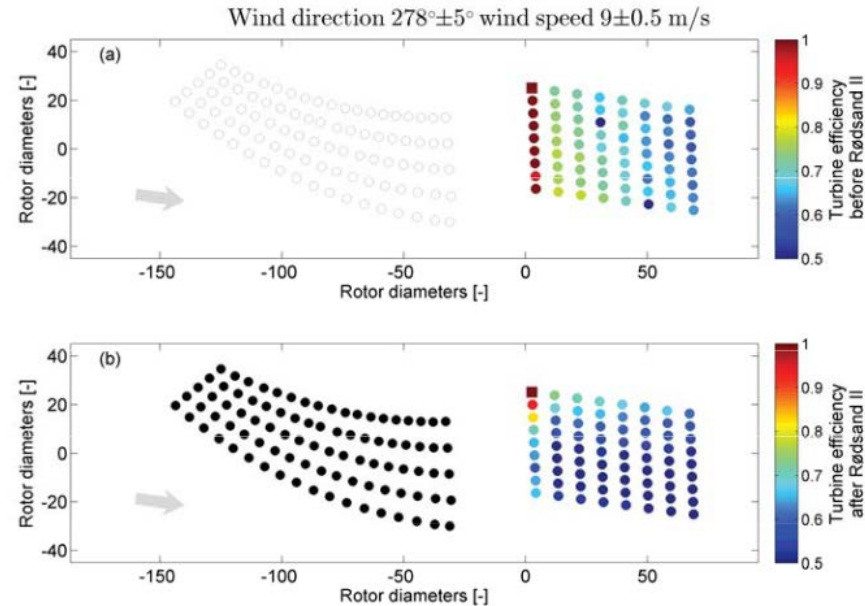 Wind direction 278°±5° wind speed 9±0.5 m/s
(a)
40
20
0
-20
-40
Rotor diameters [-]
-150
-100
-50
0
50
Rotor diameters [-]
1
0.9
0.8
0.7
0.6
0.5
Turbine efficiency
before Rødsand II
(b)
40
20
0
-20
-40
Rotor diameters [-]
-150
-100
-50
0
50
Rotor diameters [-]
1
0.9
0.8
0.7
0.6
0.5
Turbine efficiency
after Rødsand II